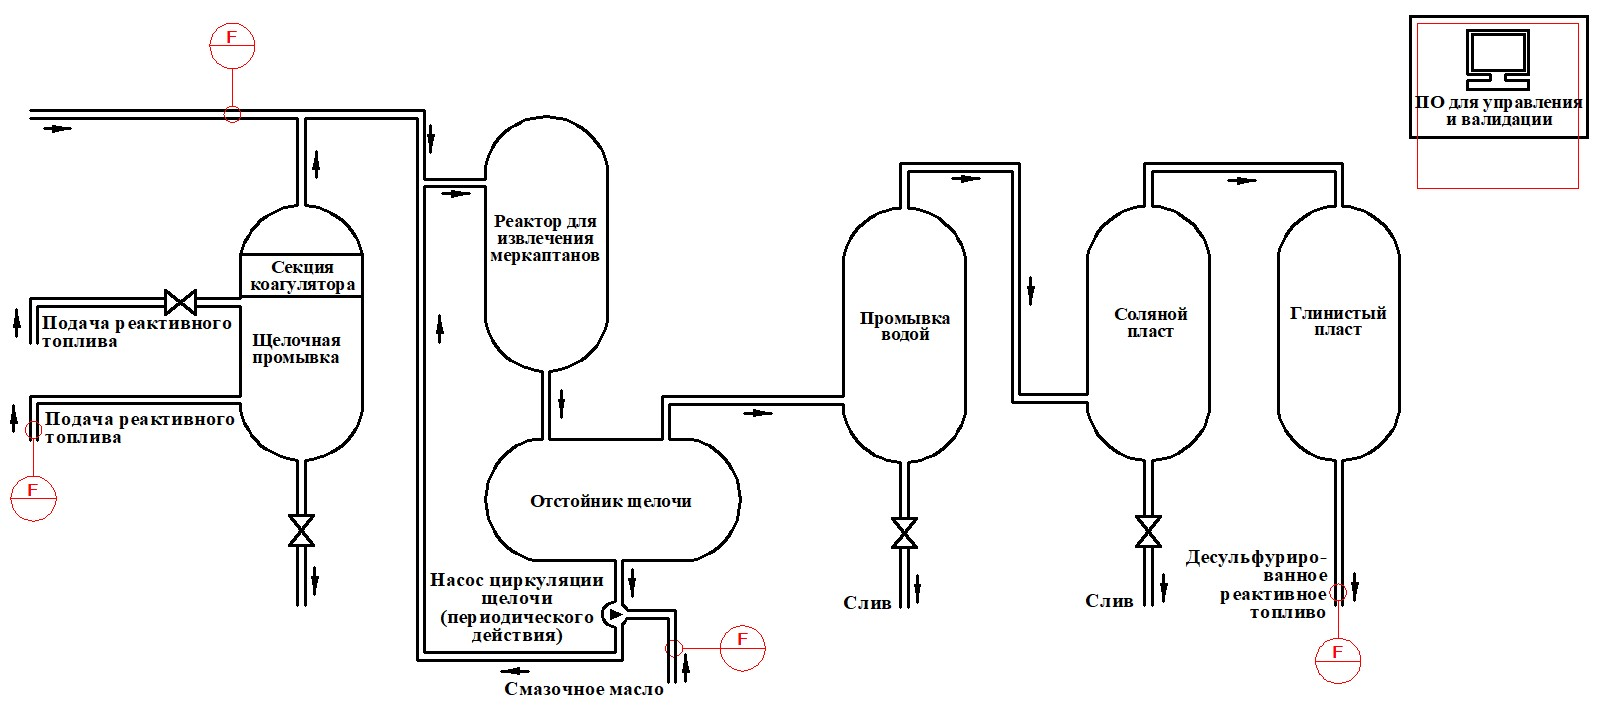 F
ПО для управления
и валидации
Реактор для
извлечения
меркаптанов
Секция
коагулятора
Подача реактивного
топлива
Щелочная
промывка
Промывка
водой
Соляной
пласт
Глинистый
пласт
Подача реактивного
топлива
F
Отстойник щелочи
Насос циркуляции
щелочи
(периодического
действия)
Смазочное масло
F
Слив
Слив
Десульфуриро-
ванное
реактивное
топливо
F